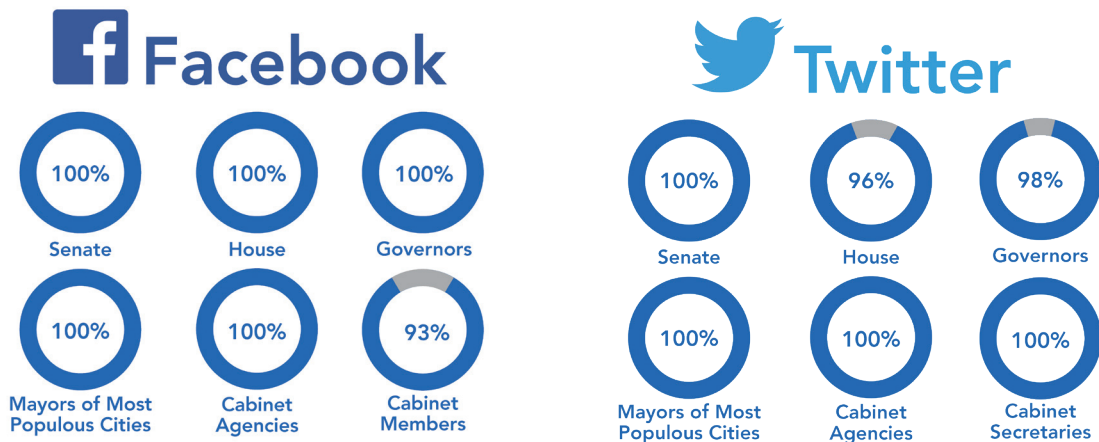 Facebook
100%
100%
100%
Senate
House
Governors
100%
100%
93%
Mayors of Most
Populous Cities
Cabinet
Agencies
Cabinet
Members
Twitter
100%
96%
98%
Senate
House
Governors
100%
100%
100%
Mayors of Most
Populous Cities
Cabinet
Agencies
Cabinet
Secretaries